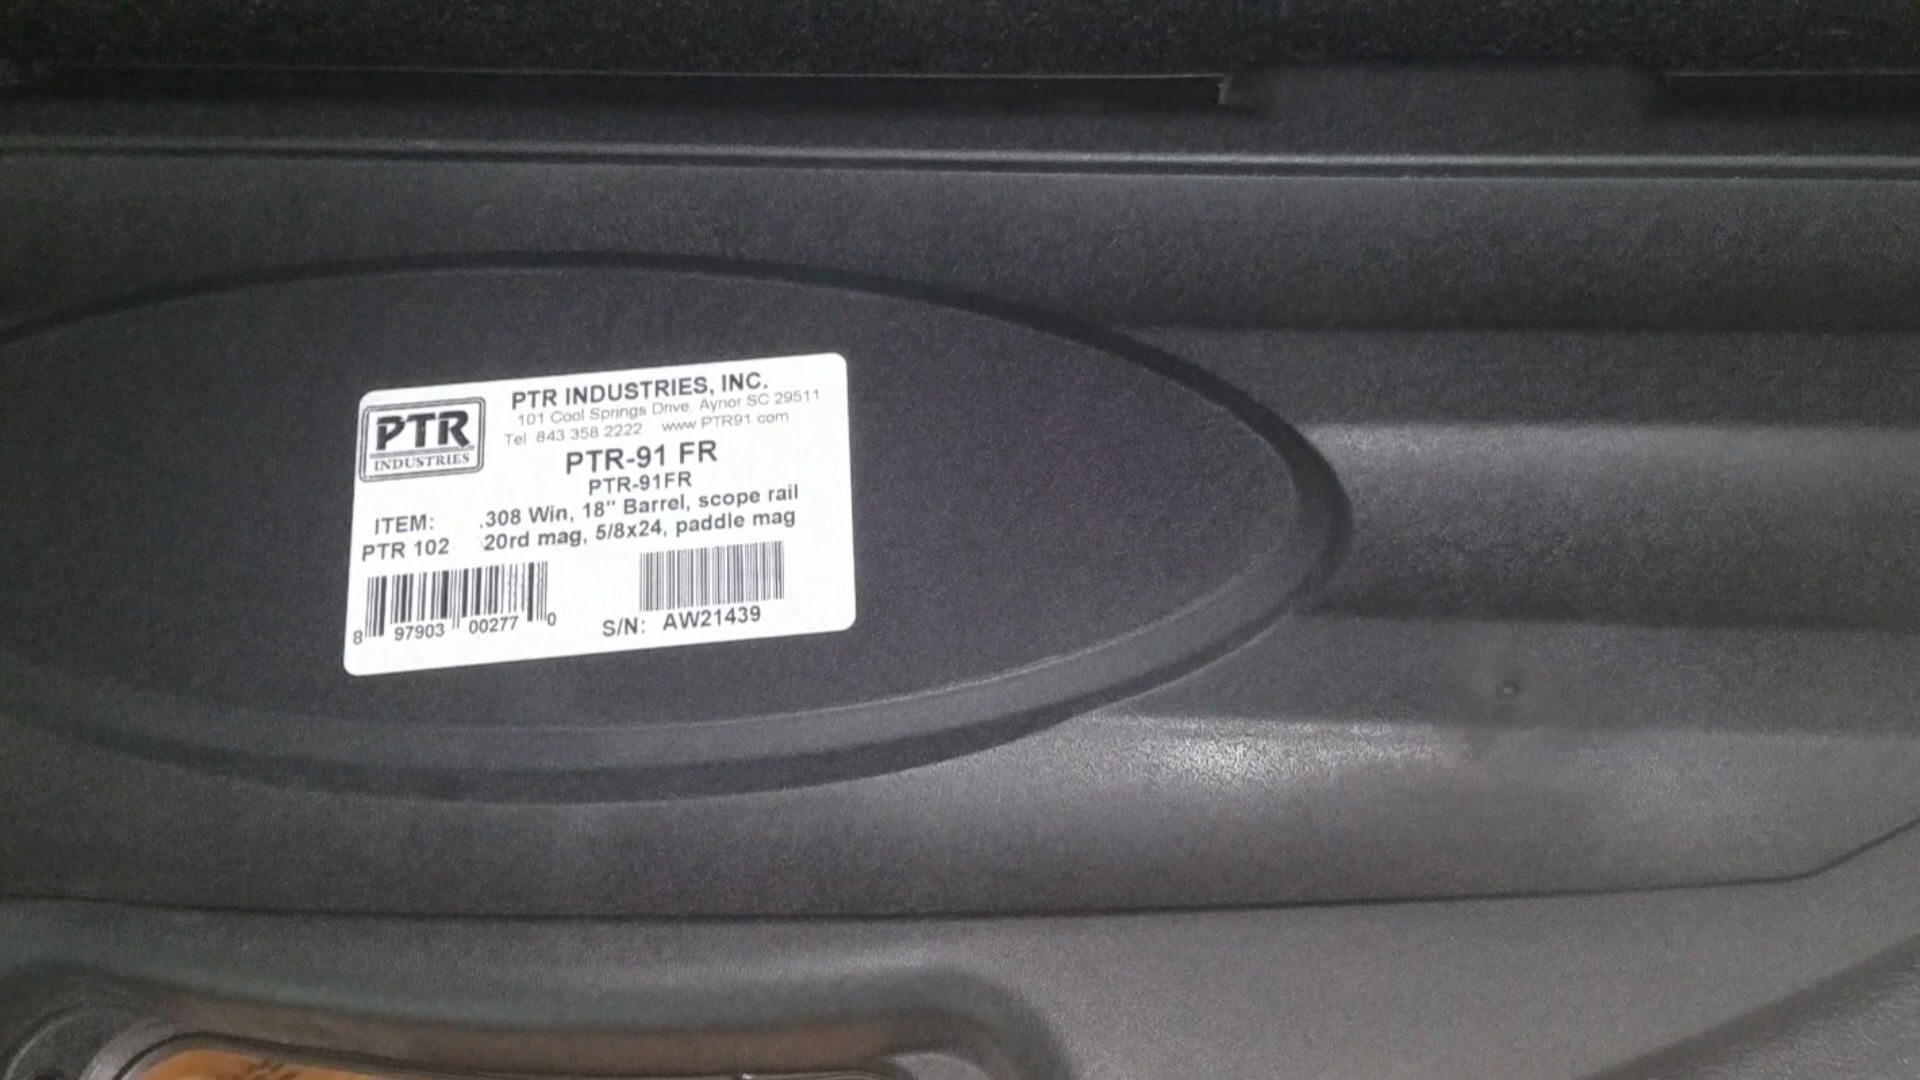 PTR INDUSTRIES, INC.
101 Cool Springs Drive, Aynor SC 29511
Tel 843 358 2222 www PTR91 com
PTR
INDUSTRIES
PTR-91 FR
PTR-91FR
ITEM: .308 Win, 18" Barrel, scope rail
PTR 102 20rd mag, 5/8x24, paddle mag
8 97903 00277 0
S/N: AW21439